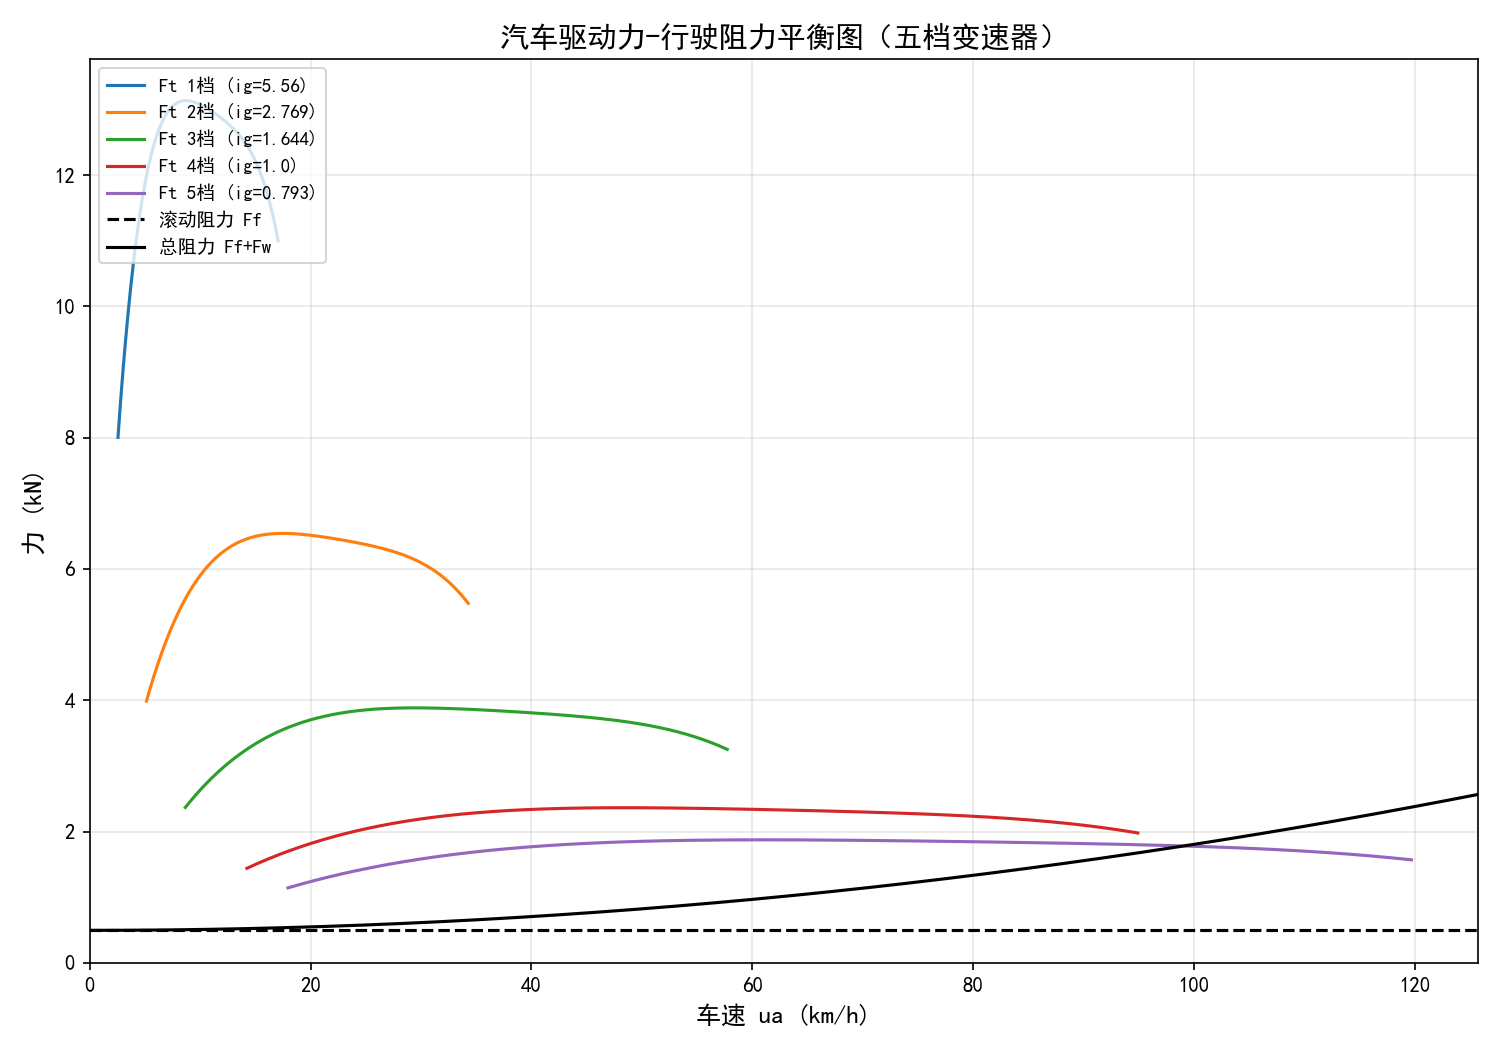 汽车驱动力-行驶阻力平衡图（五档变速器）
Ft 1档 (ig=5.56)
Ft 2档 (ig=2.769)
Ft 3档 (ig=1.644)
Ft 4档 (ig=1.0)
Ft 5档 (ig=0.793)
滚动阻力 Ff
总阻力 Ff+Fw
力 (kN)
12
10
8
6
4
2
0
0 20 40 60 80 100 120
车速 ua (km/h)